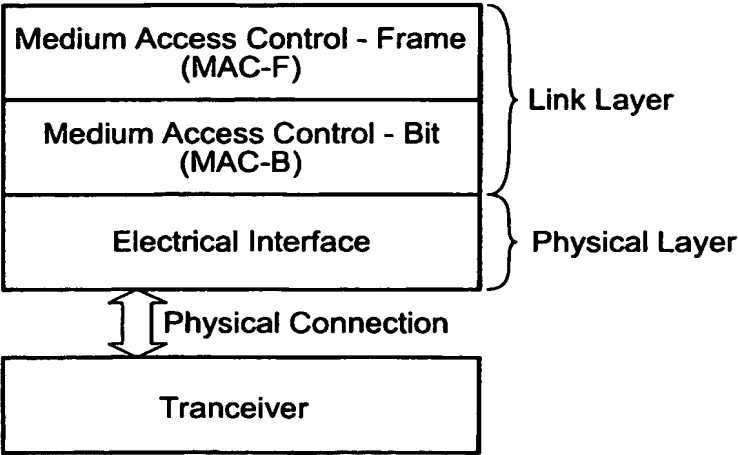 Medium Access Control - Frame
(MAC-F)
Link Layer
Medium Access Control - Bit
(MAC-B)
Electrical Interface
Physical Layer
Physical Connection
Tranceiver